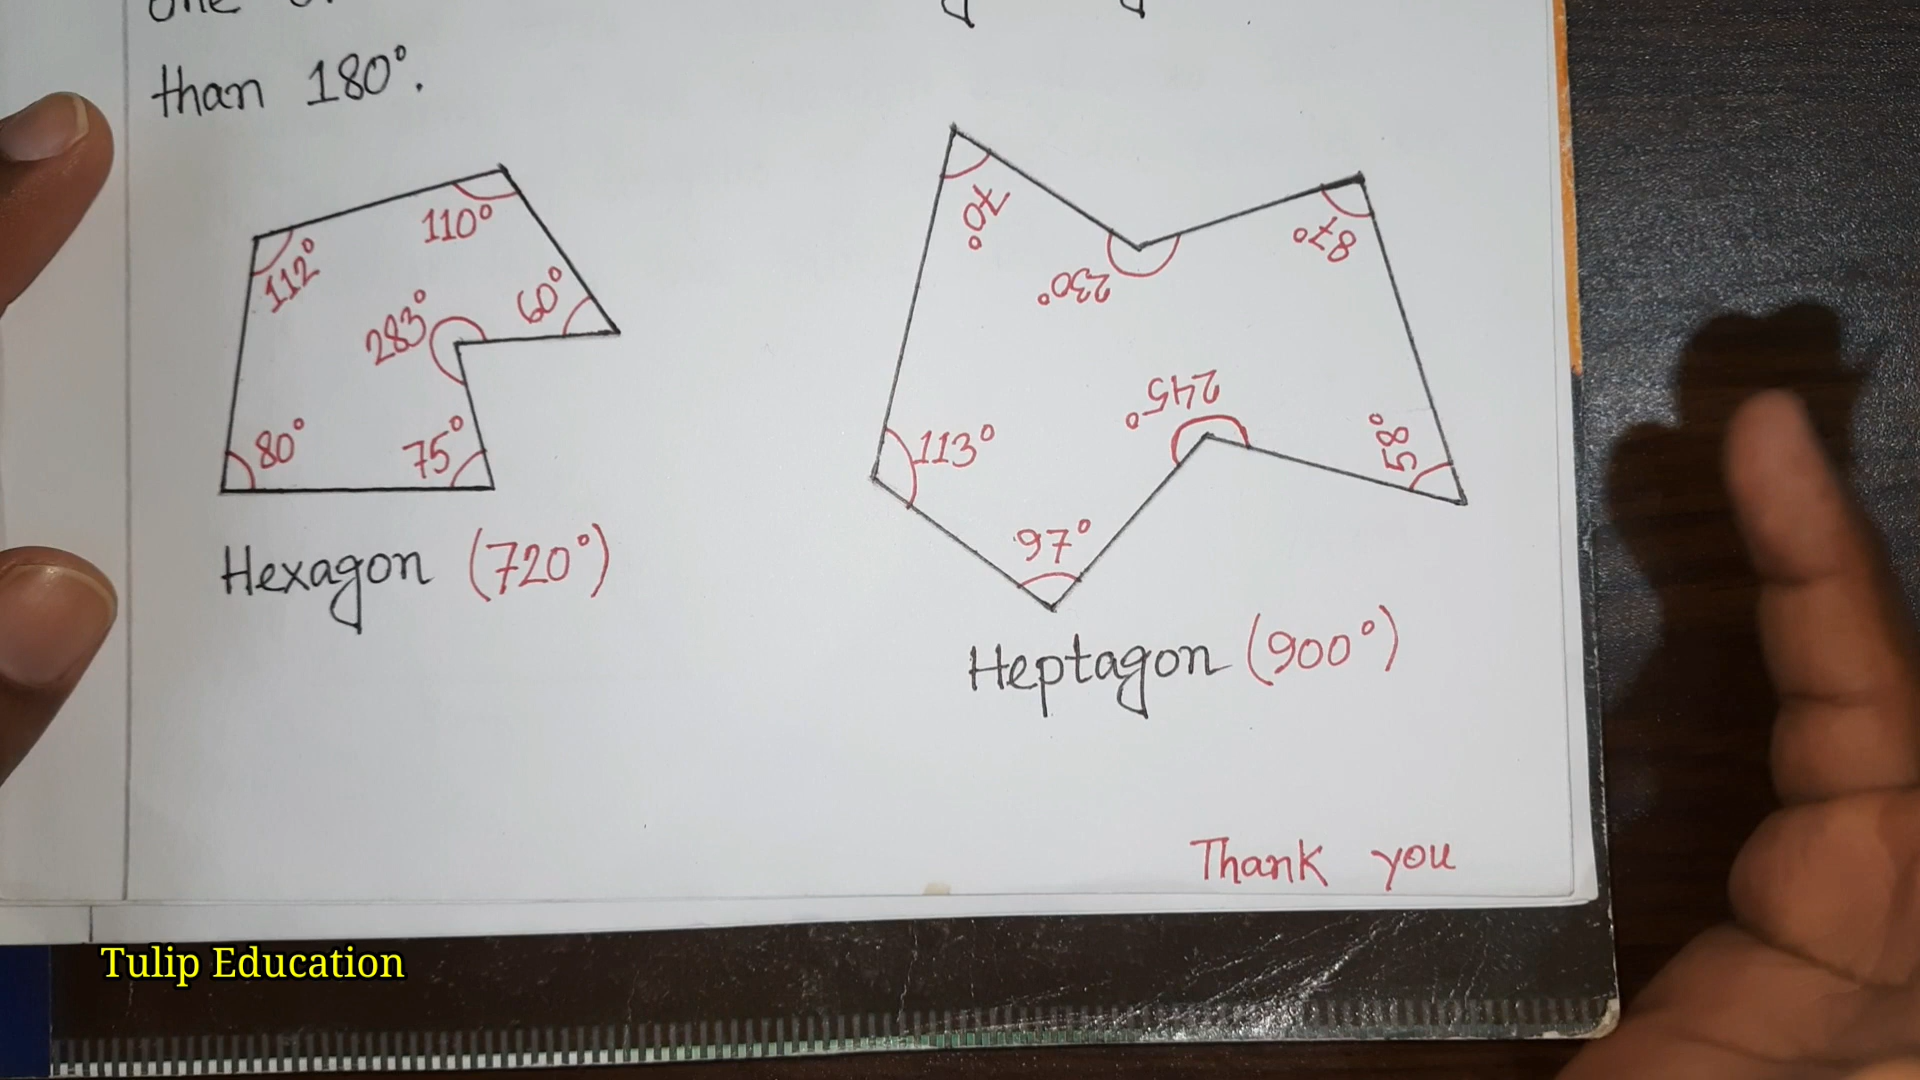 one
than 180°.
112°
110°
283°
60°
80°
75°
Hexagon (720°)
70°
230°
87°
113°
245°
58°
97°
Heptagon (900°)
Thank you
Tulip Education